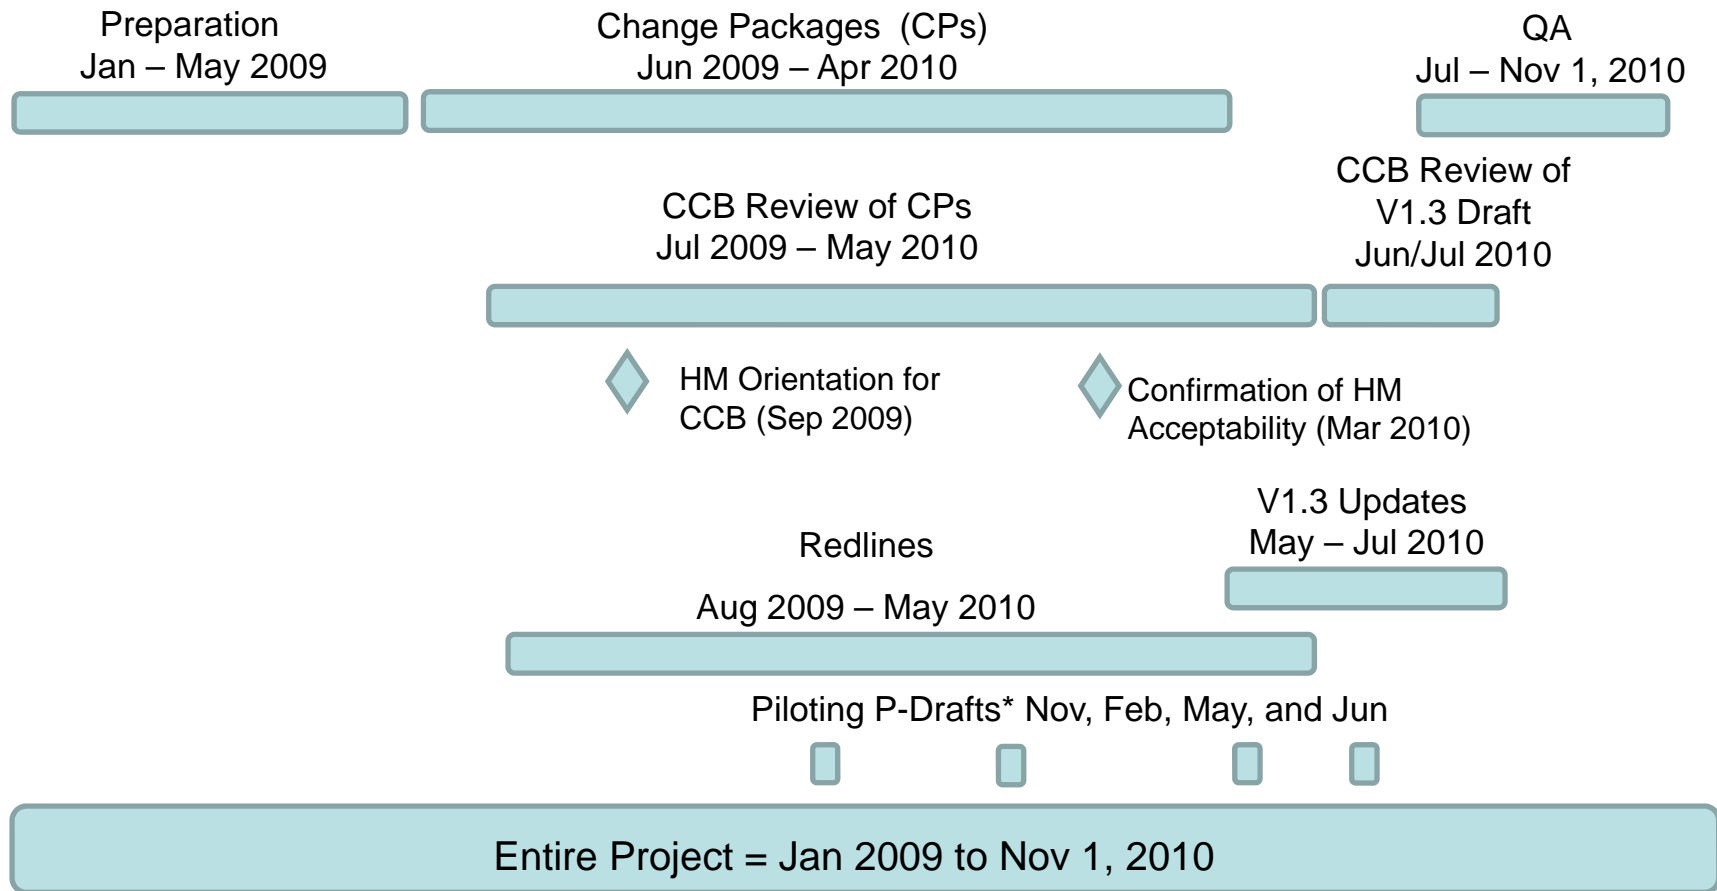 Preparation
Jan – May 2009
Change Packages  (CPs)
Jun 2009 – Apr 2010
QA
Jul – Nov 1, 2010
CCB Review of CPs
Jul 2009 – May 2010
CCB Review of
V1.3 Draft
Jun/Jul 2010
HM Orientation for
CCB (Sep 2009)
Confirmation of HM
Acceptability (Mar 2010)
Redlines
Aug 2009 – May 2010
V1.3 Updates
May – Jul 2010
Piloting P-Drafts* Nov, Feb, May, and Jun
Entire Project = Jan 2009 to Nov 1, 2010